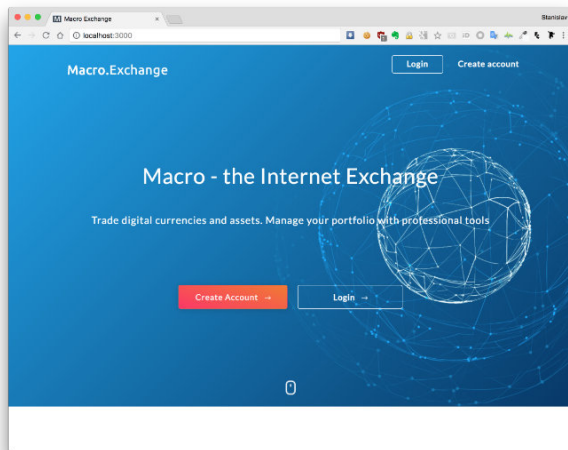 Macro Exchange
Stanislav
localhost:3000
Macro.Exchange
Login
Create account
Macro - the Internet Exchange
Trade digital currencies and assets. Manage your portfolio with professional tools
Create Account →
Login →